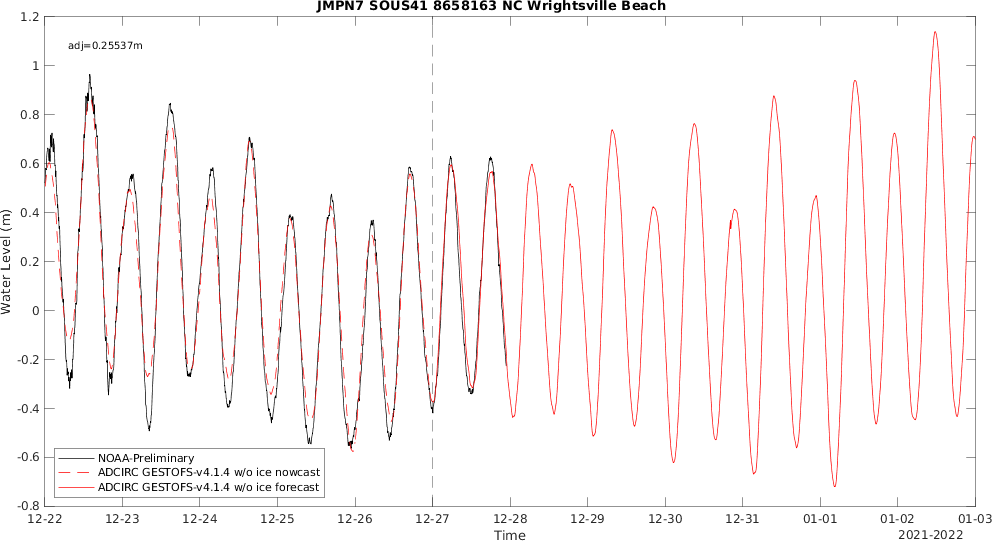 JMPN7 SOUS41 8658163 NC Wrightsville Beach
adj=0.25537m
1.2
1
0.8
0.6
0.4
0.2
0
-0.2
-0.4
-0.6
-0.8
Water Level (m)
NOAA-Preliminary
ADCIRC GESTOFS-v4.1.4 w/o ice nowcast
ADCIRC GESTOFS-v4.1.4 w/o ice forecast
12-22 12-23 12-24 12-25 12-26 12-27 12-28 12-29 12-30 12-31 01-01 01-02 01-03
Time
2021-2022